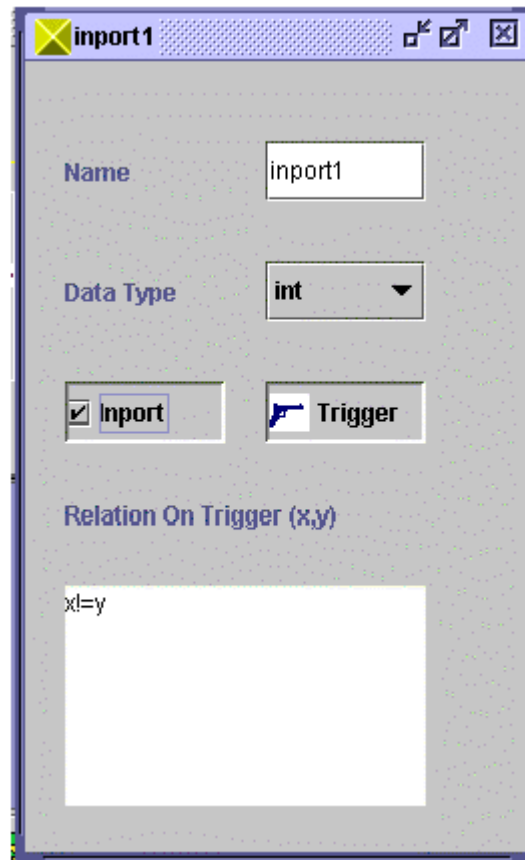 inport1
Name
inport1
Data Type
int
Inport
Trigger
Relation On Trigger (x,y)
x!=y